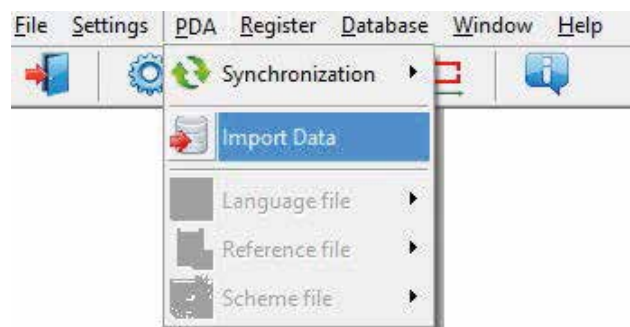 File Settings PDA Register Database Window Help
Synchronization
Import Data
Language file
Reference file
Scheme file